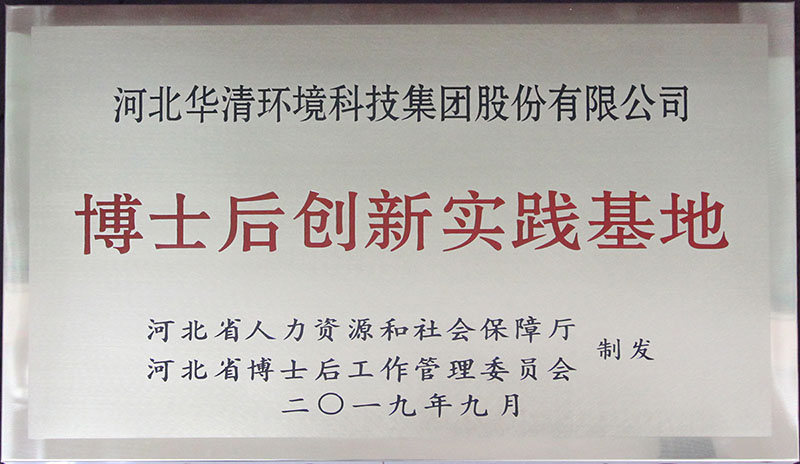 河北华清环境科技集团股份有限公司
博士后创新实践基地
河北省人力资源和社会保障厅
河北省博士后工作管理委员会
制发
二〇一九年九月